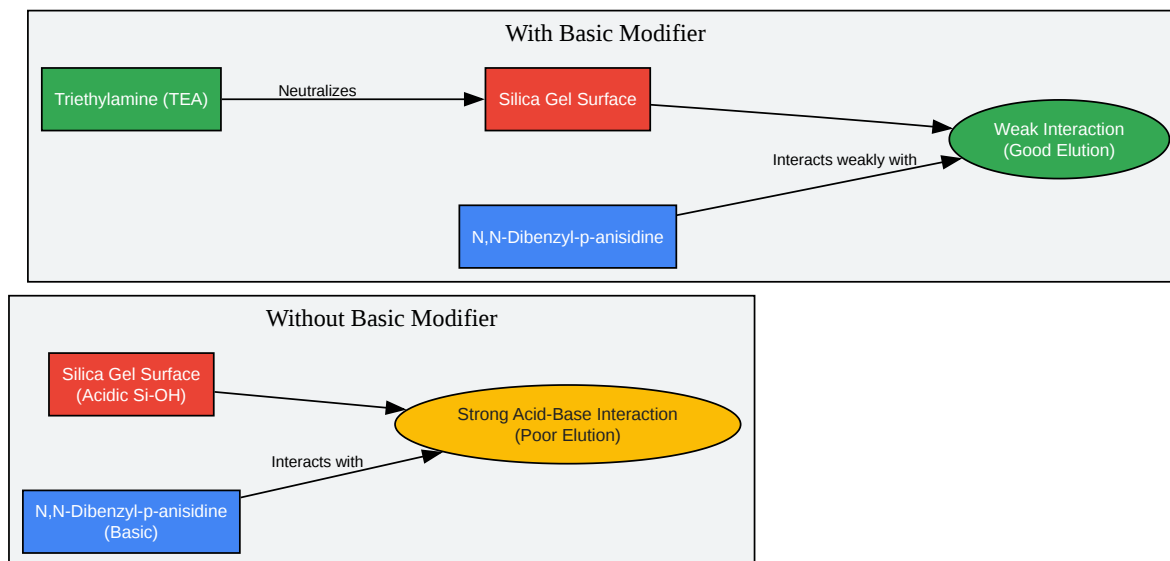 With Basic Modifier
Triethylamine (TEA)
Neutralizes
Silica Gel Surface
Weak Interaction
(Good Elution)
Interacts weakly with
N,N-Dibenzyl-p-anisidine
Without Basic Modifier
Silica Gel Surface
(Acidic Si-OH)
Strong Acid-Base Interaction
(Poor Elution)
Interacts with
N,N-Dibenzyl-p-anisidine
(Basic)